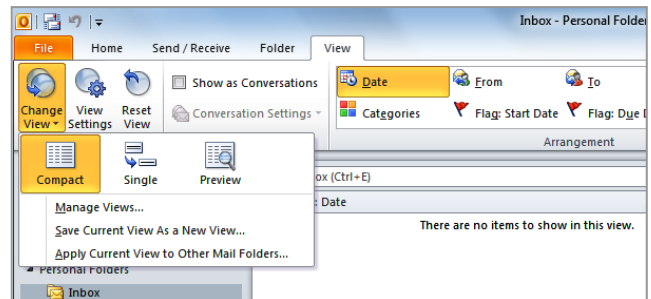 Inbox - Personal Folde
File Home Send / Receive Folder View
Show as Conversations
Date From To
Change View Reset
View Settings View
Conversation Settings
Categories Flag: Start Date Flag: Due
Arrangement
Compact Single Preview
ox (Ctrl+E)
Manage Views...
: Date
Save Current View As a New View...
There are no items to show in this view.
Apply Current View to Other Mail Folders...
Personal Folders
Inbox